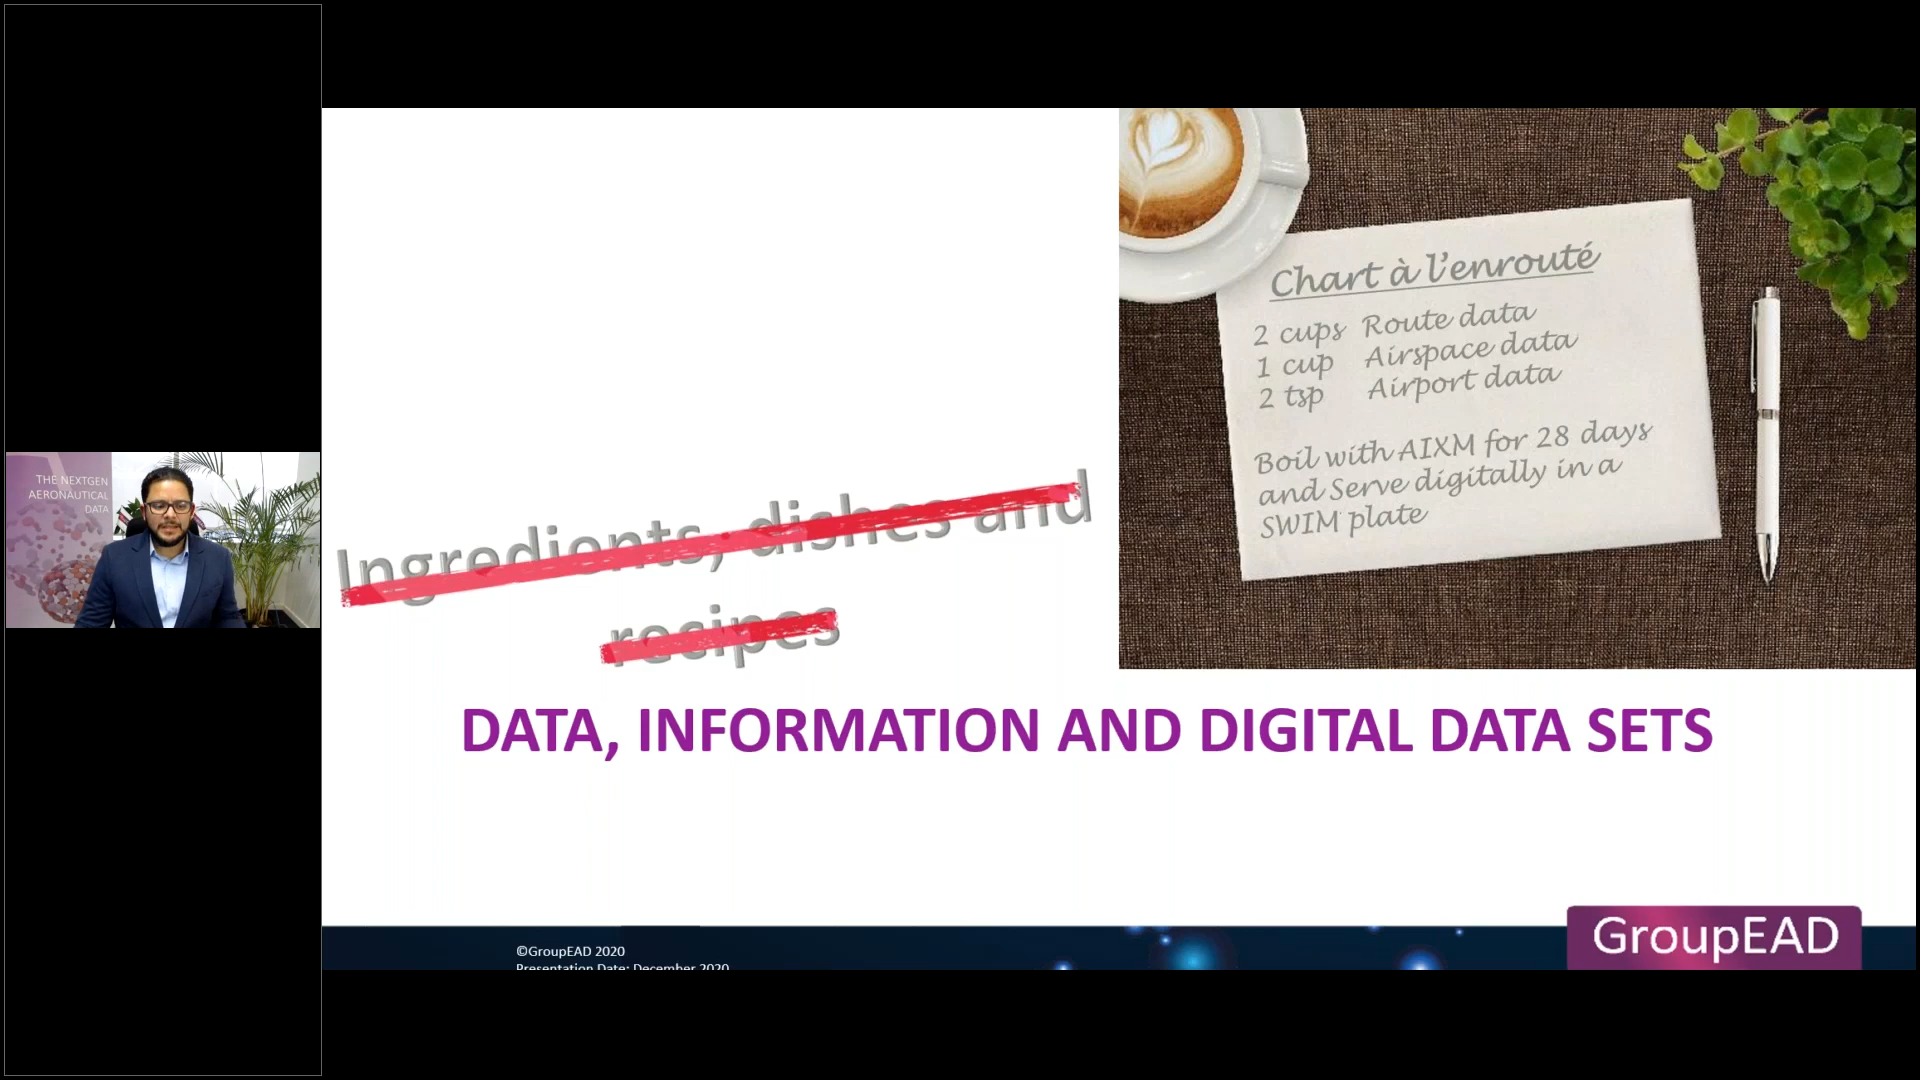 THE NEXTGEN
AERONAUTICAL
DATA
Ingredients, dishes and
recipes
Chart à l'enrouté
2 cups Route data
1 cup Airspace data
2 tsp Airport data
Boil with AIXM for 28 days
and Serve digitally in a
SWIM plate
DATA, INFORMATION AND DIGITAL DATA SETS
©GroupEAD 2020
Presentation Date: December 2020
GroupEAD